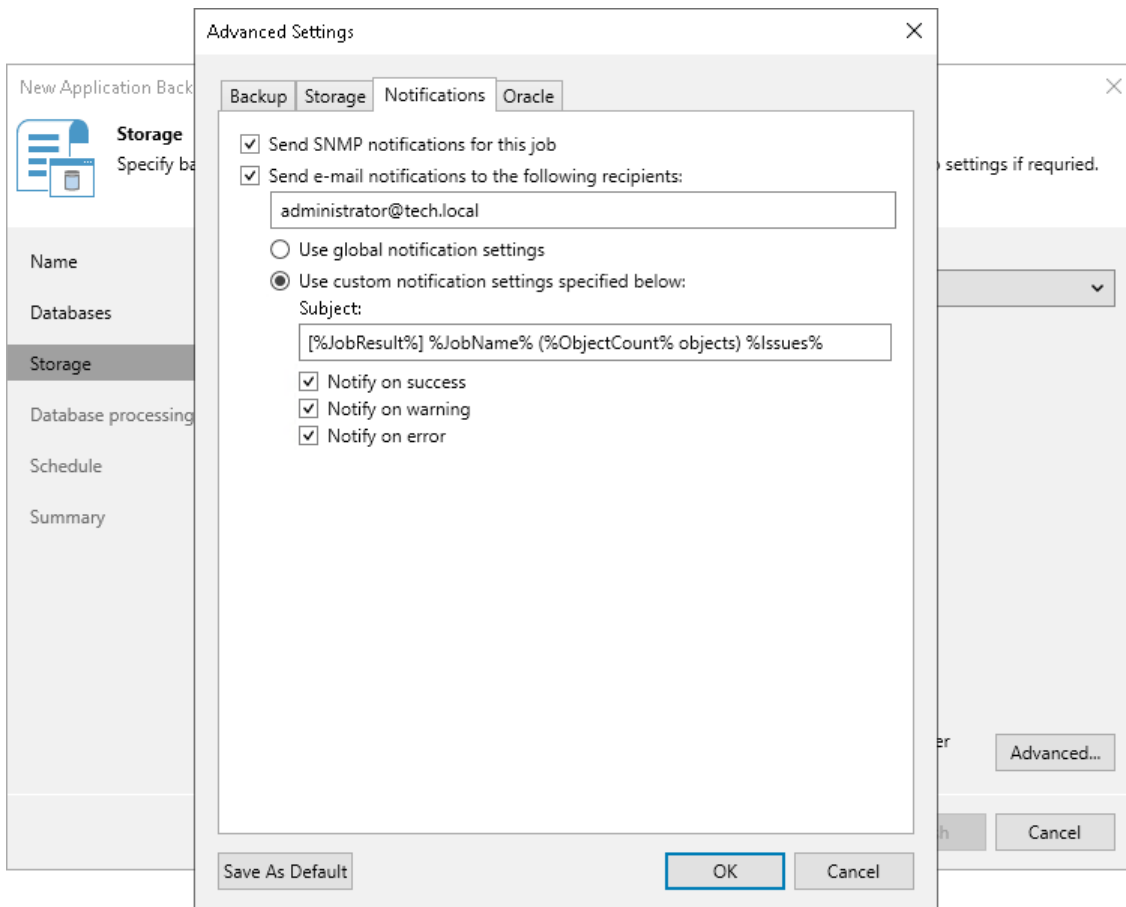 Advanced Settings
New Application Back
Storage
Specify ba
settings if requried.
Backup
Storage
Notifications
Oracle
Send SNMP notifications for this job
Send e-mail notifications to the following recipients:
administrator@tech.local
Use global notification settings
Use custom notification settings specified below:
Subject:
[%JobResult%] %JobName% (%ObjectCount% objects) %Issues%
Notify on success
Notify on warning
Notify on error
Name
Databases
Storage
Database processing
Schedule
Summary
er
Advanced...
h
Cancel
Save As Default
OK
Cancel